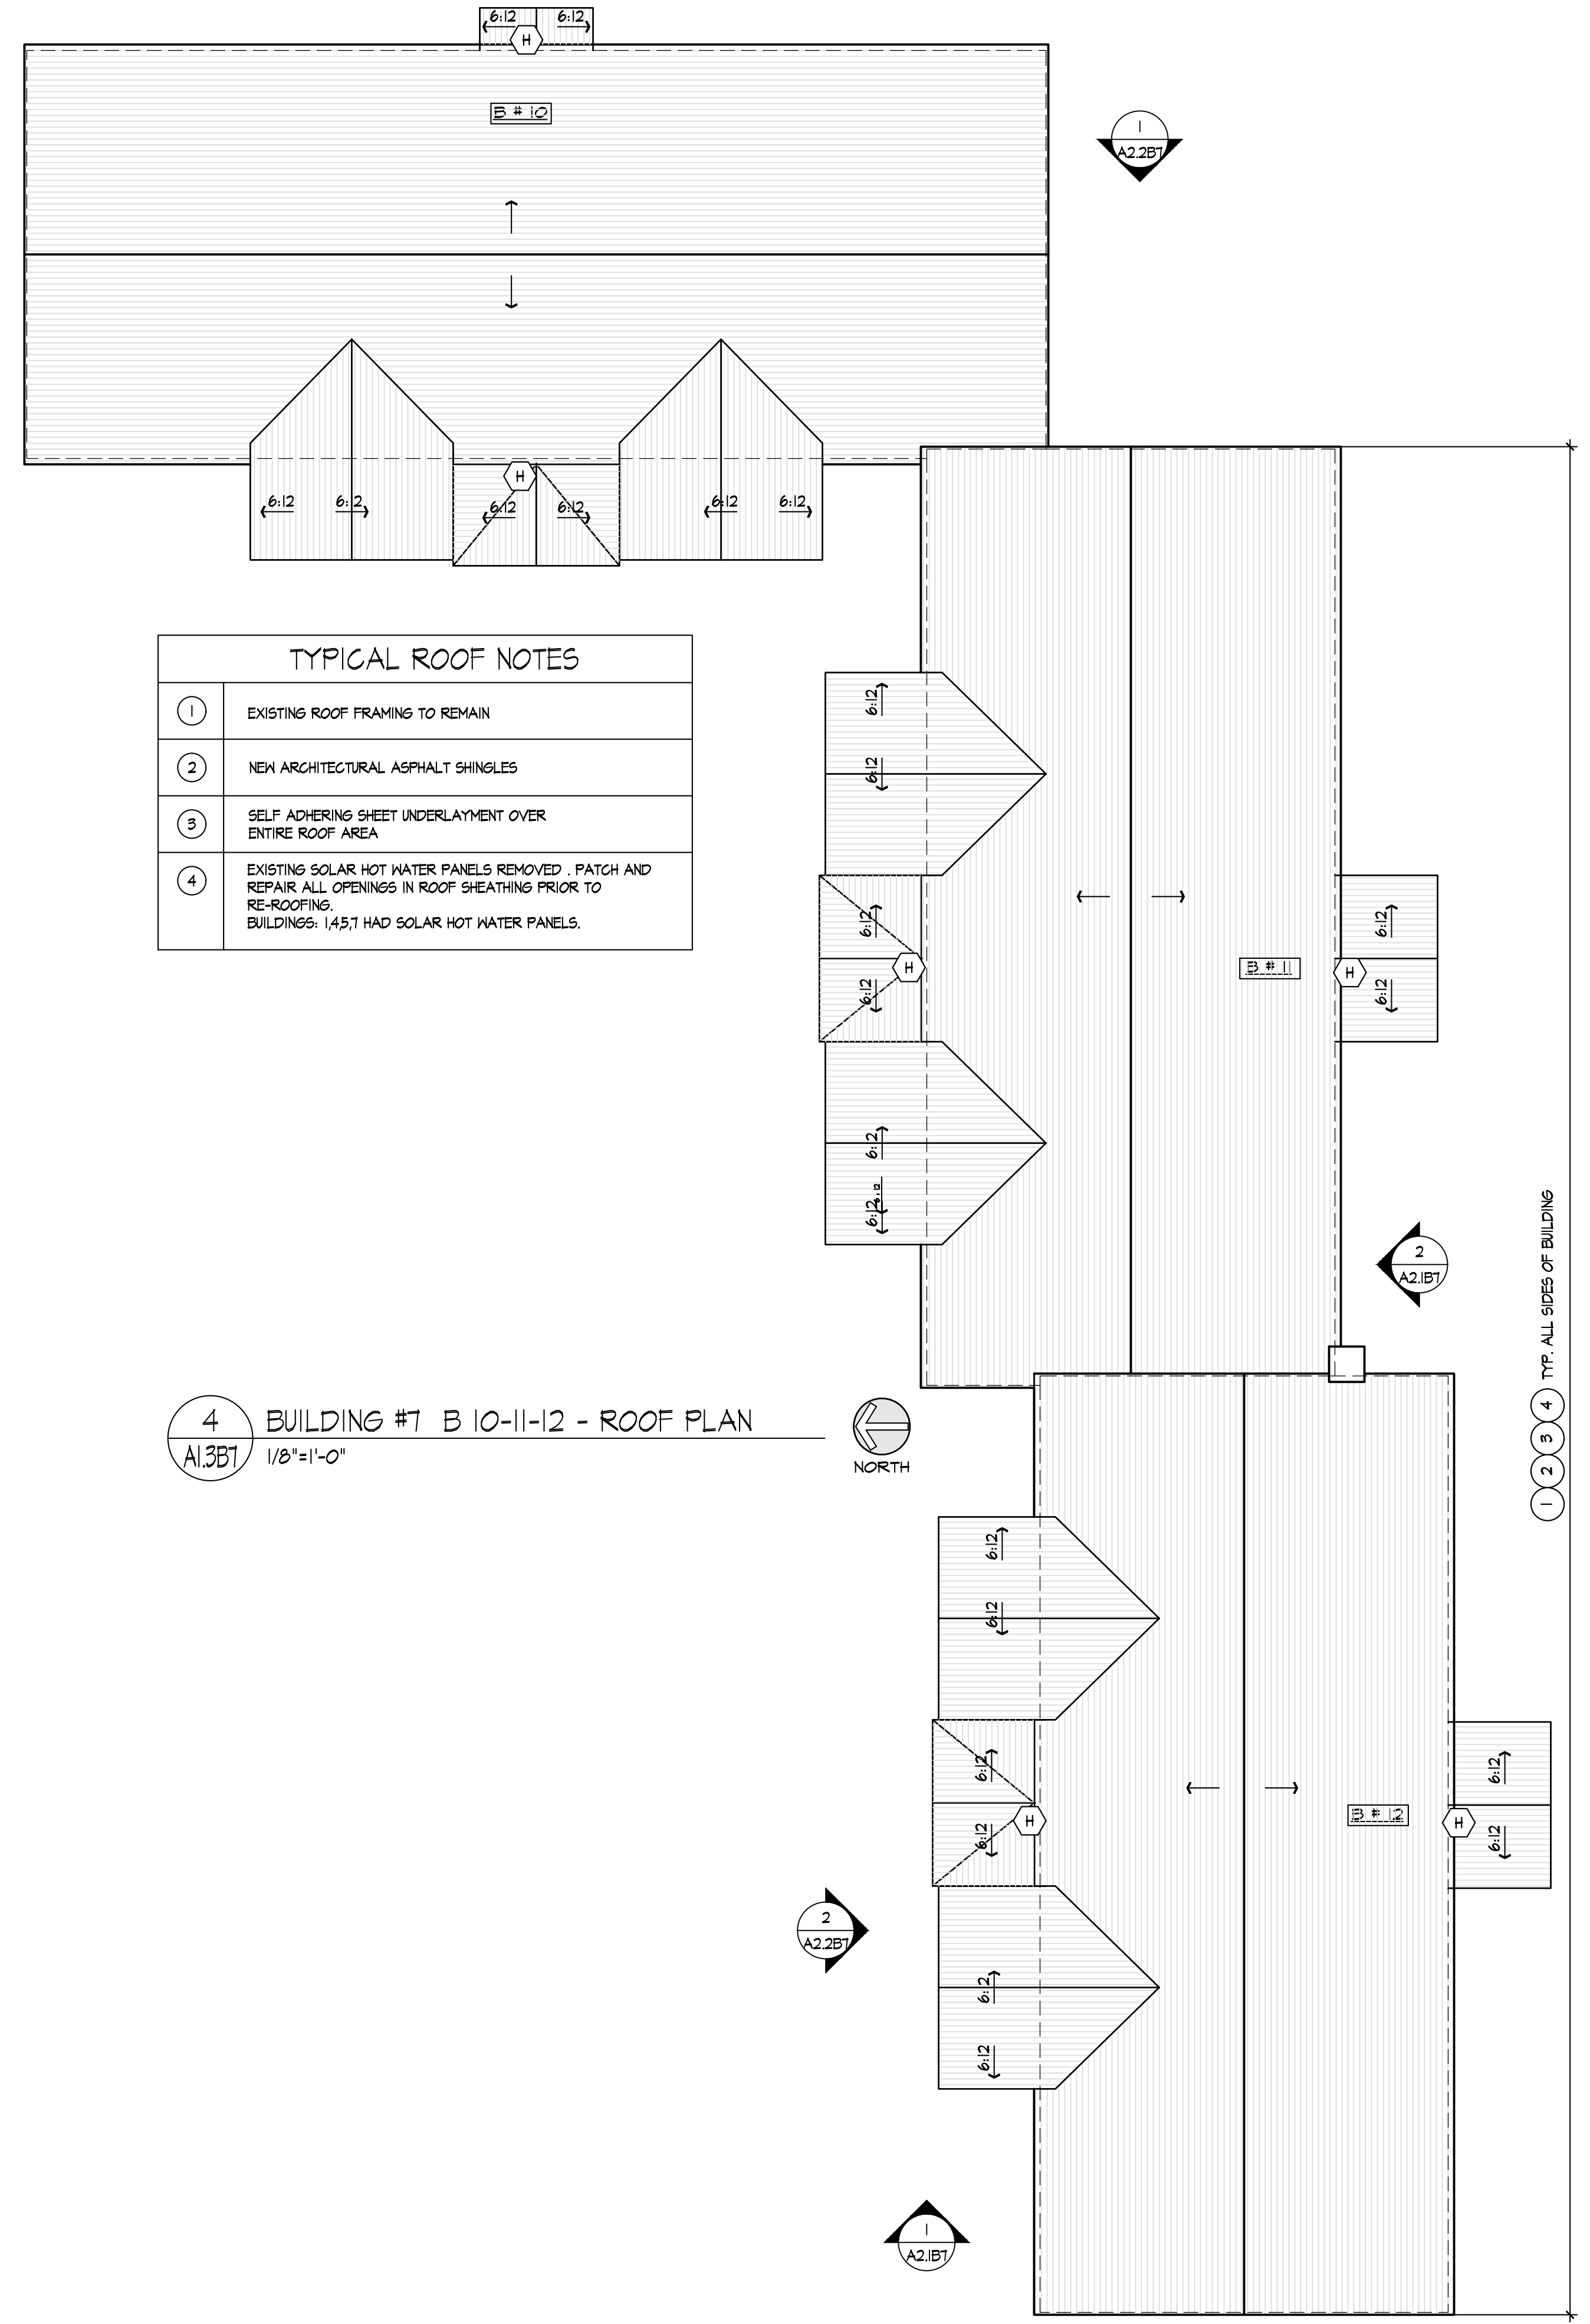 6:12 6:12
H
B # 10
1
A2.2B7
H
6:12 6:12 6:12 6:12 6:12 6:12
TYPICAL ROOF NOTES
1 EXISTING ROOF FRAMING TO REMAIN
2 NEW ARCHITECTURAL ASPHALT SHINGLES
3 SELF ADHERING SHEET UNDERLAYMENT OVER
ENTIRE ROOF AREA
4 EXISTING SOLAR HOT WATER PANELS REMOVED . PATCH AND
REPAIR ALL OPENINGS IN ROOF SHEATHING PRIOR TO
RE-ROOFING.
BUILDINGS: 1,4,5,7 HAD SOLAR HOT WATER PANELS.
6:12
6:12
6:12
H
6:12
B # 11
6:12
H
6:12
6:12
6:12
6:12
2
A2.1B7
1 2 3 4 TYP. ALL SIDES OF BUILDING
4
A1.3B7
BUILDING #7 B 10-11-12 - ROOF PLAN
1/8"=1'-0"
NORTH
6:12
6:12
6:12
H
6:12
B # 12
6:12
H
6:12
2
A2.2B7
6:12
6:12
1
A2.1B7